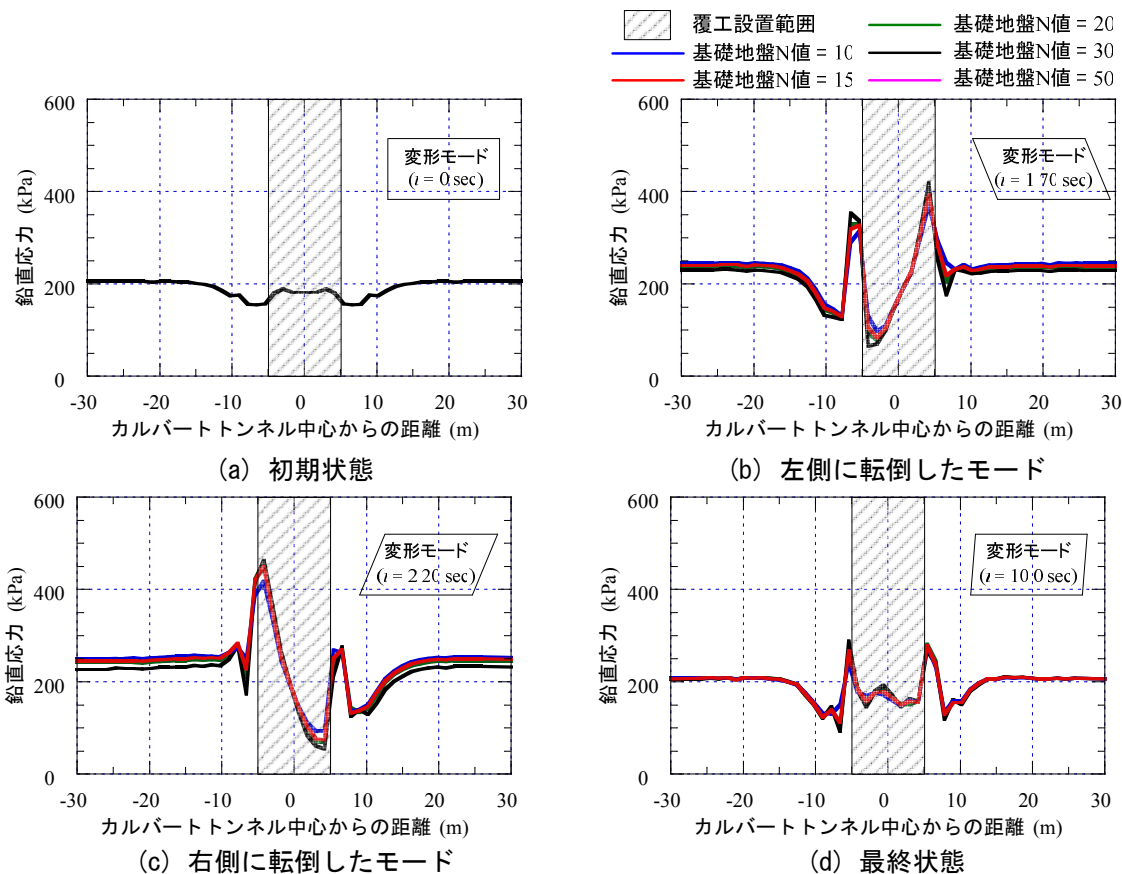 覆工設置範囲
基礎地盤N値 = 20
基礎地盤N値 = 10
基礎地盤N値 = 30
基礎地盤N値 = 15
基礎地盤N値 = 50
600
400
200
0
鉛直応力 (kPa)
変形モード
(t = 0 sec)
-30 -20 -10 0 10 20 30
カルバートトンネル中心からの距離 (m)
(a) 初期状態
600
400
200
0
鉛直応力 (kPa)
変形モード
(t = 1.70 sec)
-30 -20 -10 0 10 20 30
カルバートトンネル中心からの距離 (m)
(b) 左側に転倒したモード
600
400
200
0
鉛直応力 (kPa)
変形モード
(t = 2.20 sec)
-30 -20 -10 0 10 20 30
カルバートトンネル中心からの距離 (m)
(c) 右側に転倒したモード
600
400
200
0
鉛直応力 (kPa)
変形モード
(t = 10.0 sec)
-30 -20 -10 0 10 20 30
カルバートトンネル中心からの距離 (m)
(d) 最終状態